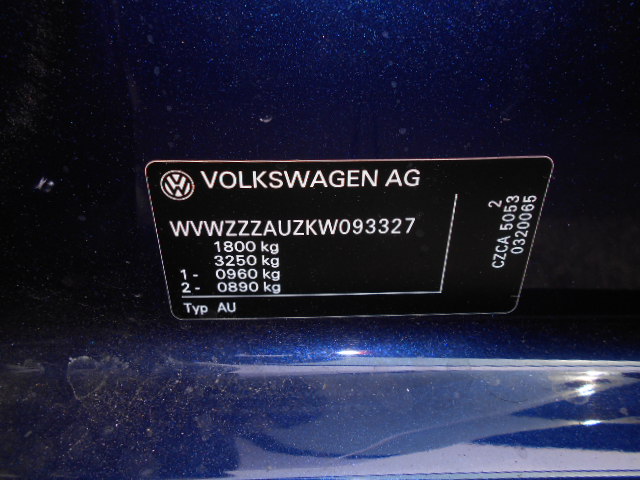 VOLKSWAGEN AG
WVWZZZAUZKW093327
1800 kg
3250 kg
1 - 0960 kg
2 - 0890 kg
Typ AU
2
CZCA 5053
0320065